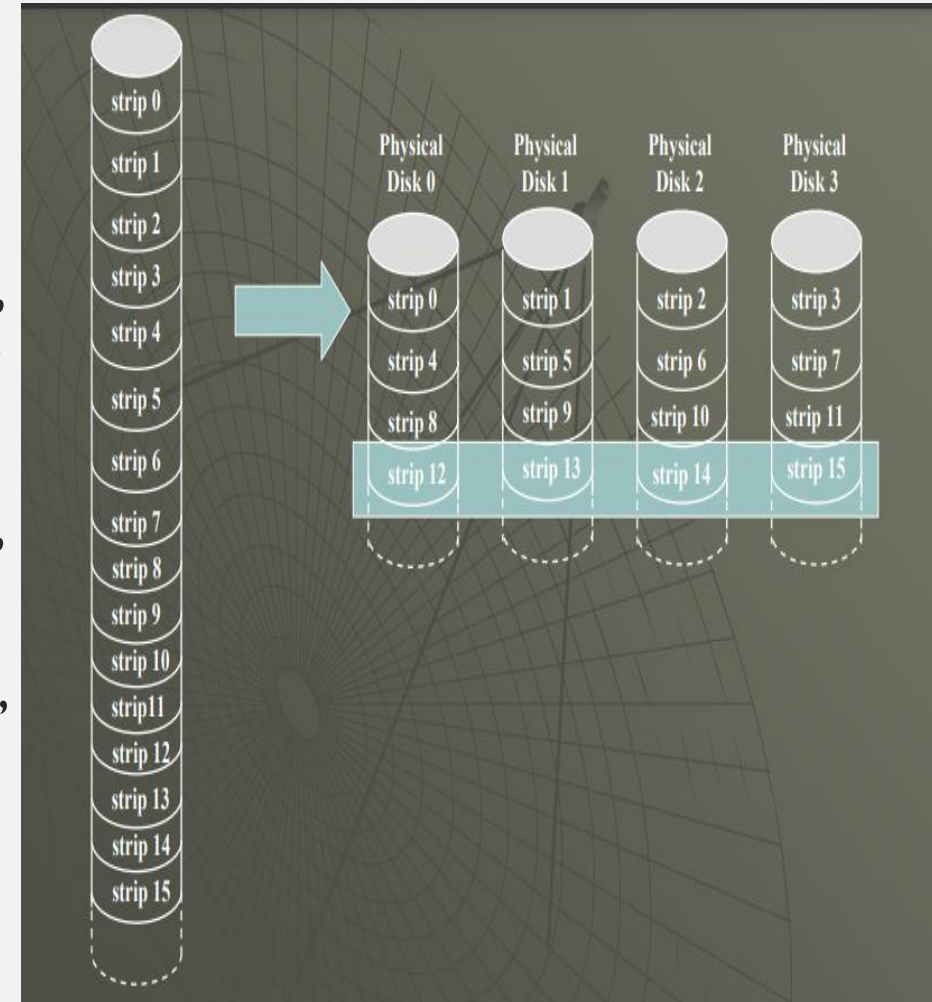 strip 0
strip 1
strip 2
strip 3
strip 4
strip 5
strip 6
strip 7
strip 8
strip 9
strip 10
strip11
strip 12
strip 13
strip 14
strip 15
Physical Disk 0
Physical Disk 1
Physical Disk 2
Physical Disk 3
strip 0 strip 1 strip 2 strip 3
strip 4 strip 5 strip 6 strip 7
strip 8 strip 9 strip 10 strip 11
strip 12 strip 13 strip 14 strip 15
,
,
,